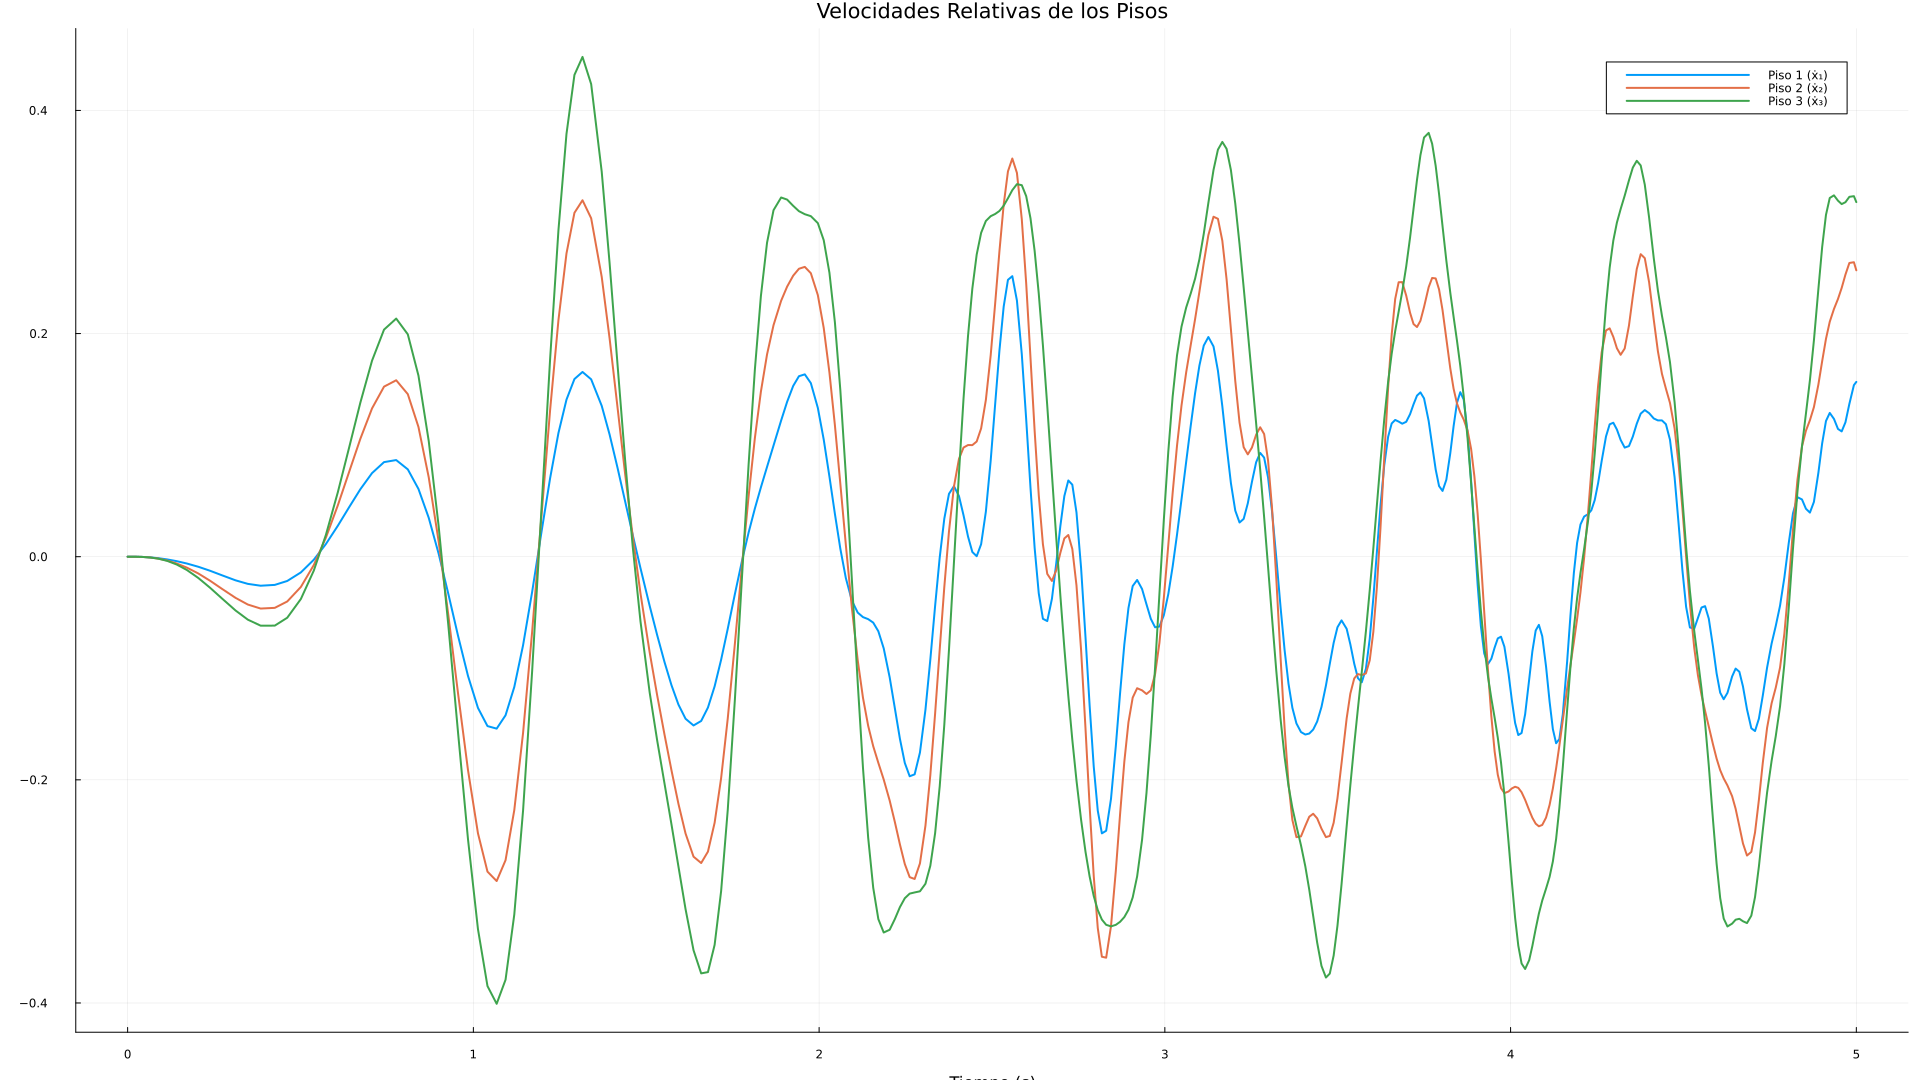 Velocidades Relativas de los Pisos
Piso 1 (ẋ₁)
Piso 2 (ẋ₂)
Piso 3 (ẋ₃)
0.4
0.2
0.0
−0.2
−0.4
0 1 2 3 4 5
Tiempo (s)